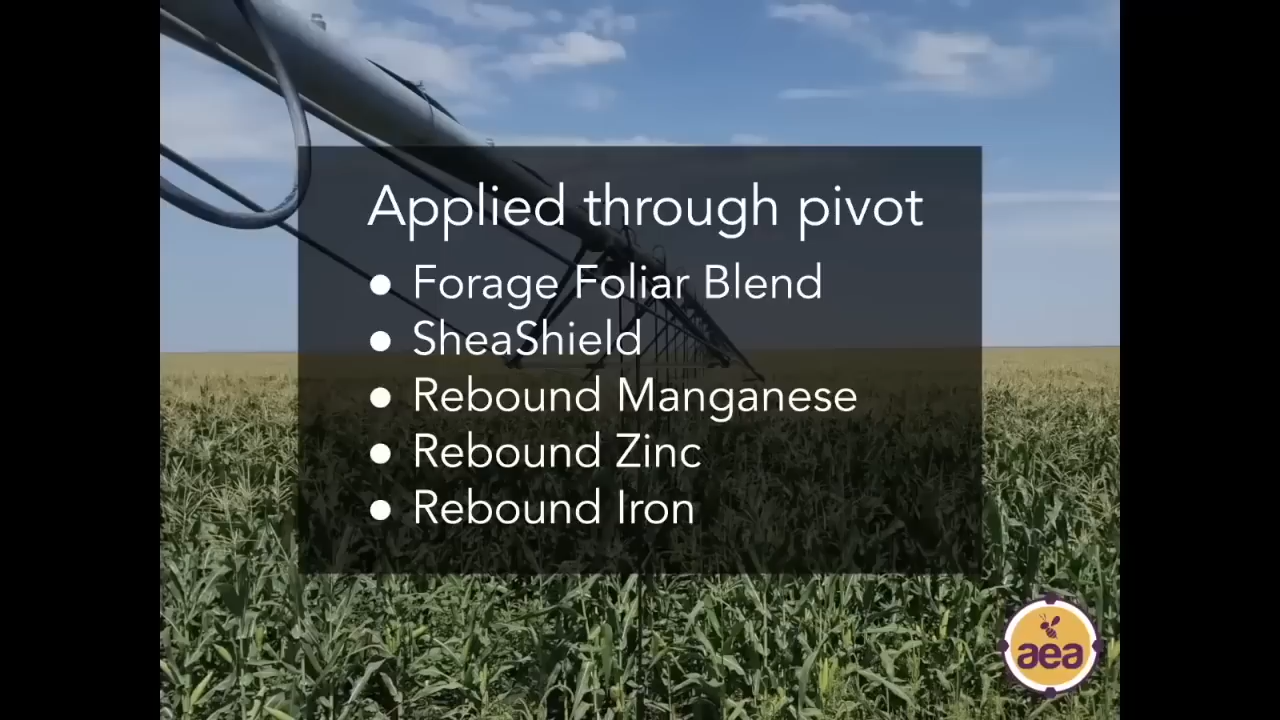 Applied through pivot
● Forage Foliar Blend
● SheaShield
● Rebound Manganese
● Rebound Zinc
● Rebound Iron
aea